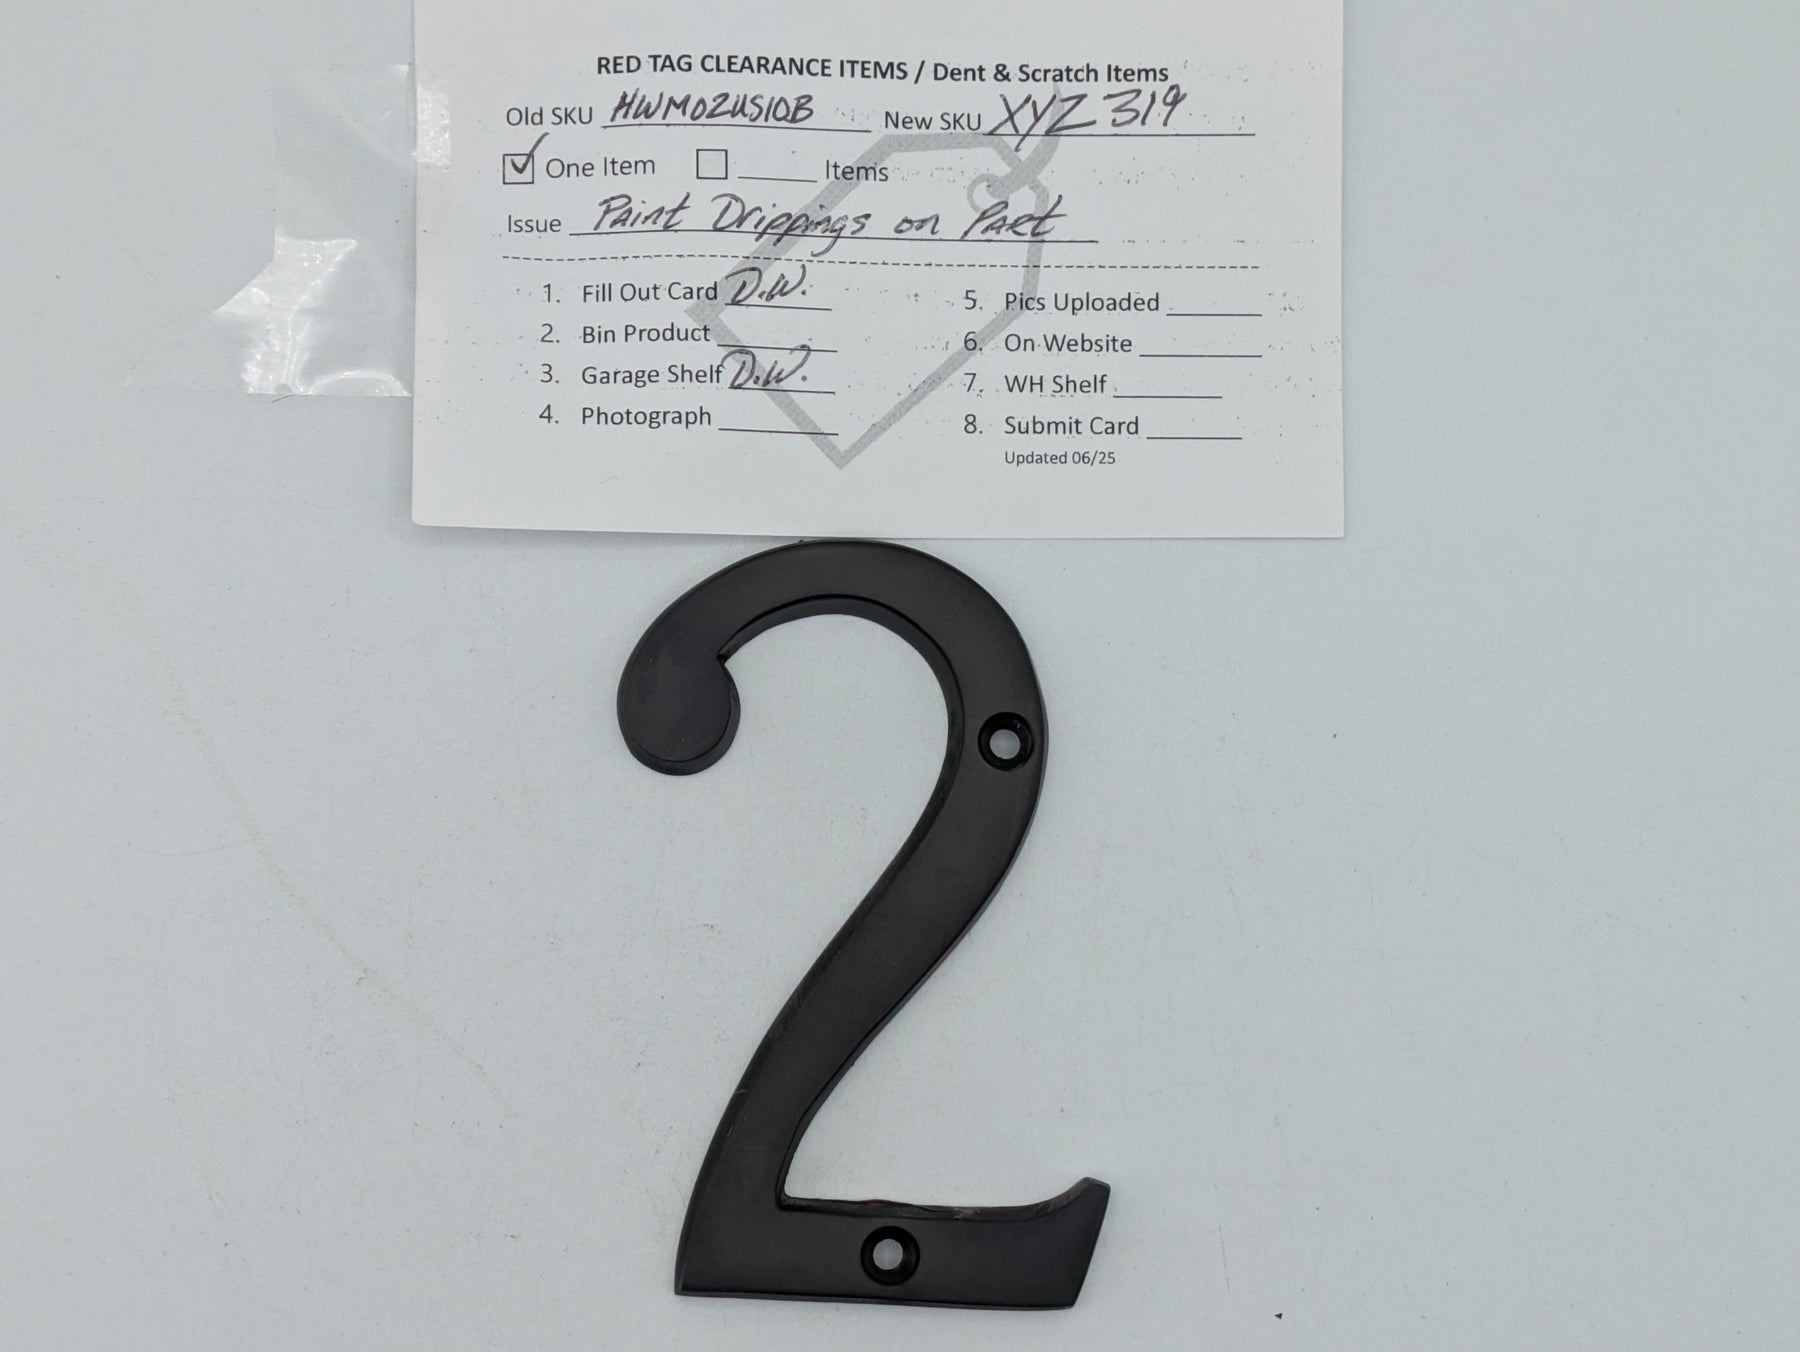 RED TAG CLEARANCE ITEMS / Dent & Scratch Items
Old SKU HWM02US10B New SKU XYZ 319
One Item ____ Items
Issue Paint Drippings on Part
1. Fill Out Card D.W.
2. Bin Product
3. Garage Shelf D.W.
4. Photograph
5. Pics Uploaded
6. On Website
7. WH Shelf
8. Submit Card
Updated 06/25
2